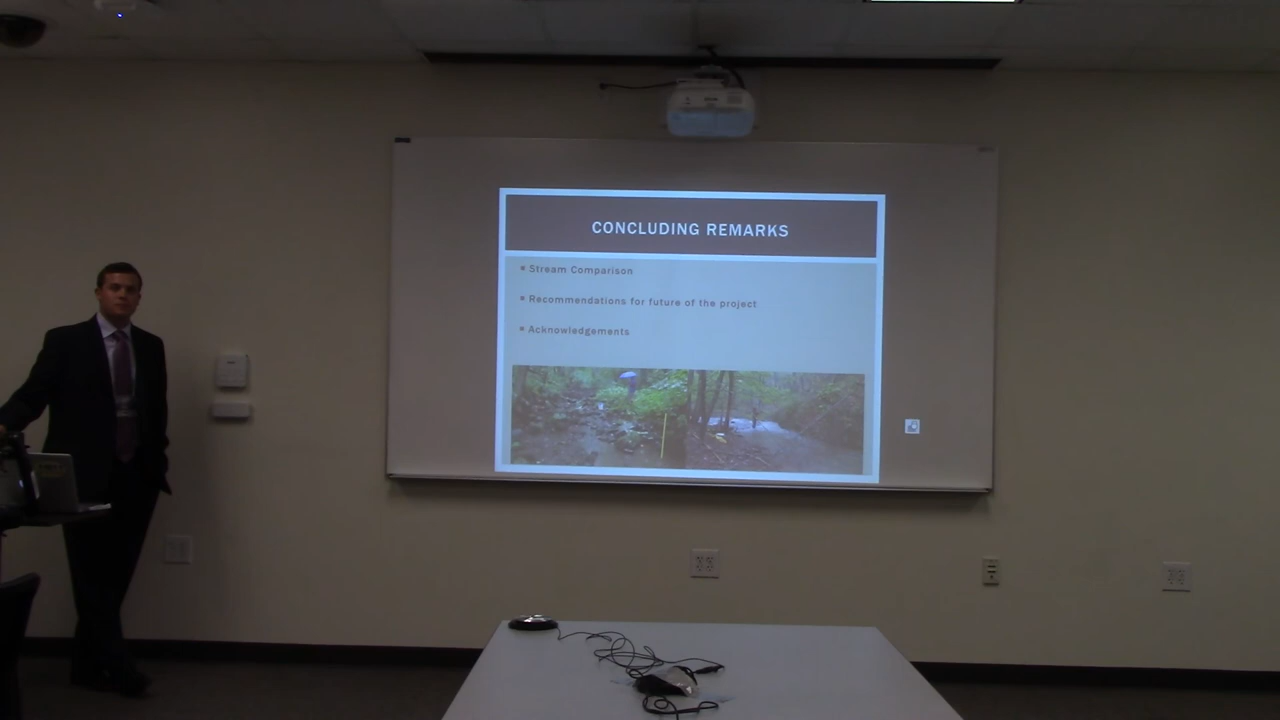 CONCLUDING REMARKS
Stream Comparison
Recommendations for future of the project
Acknowledgements